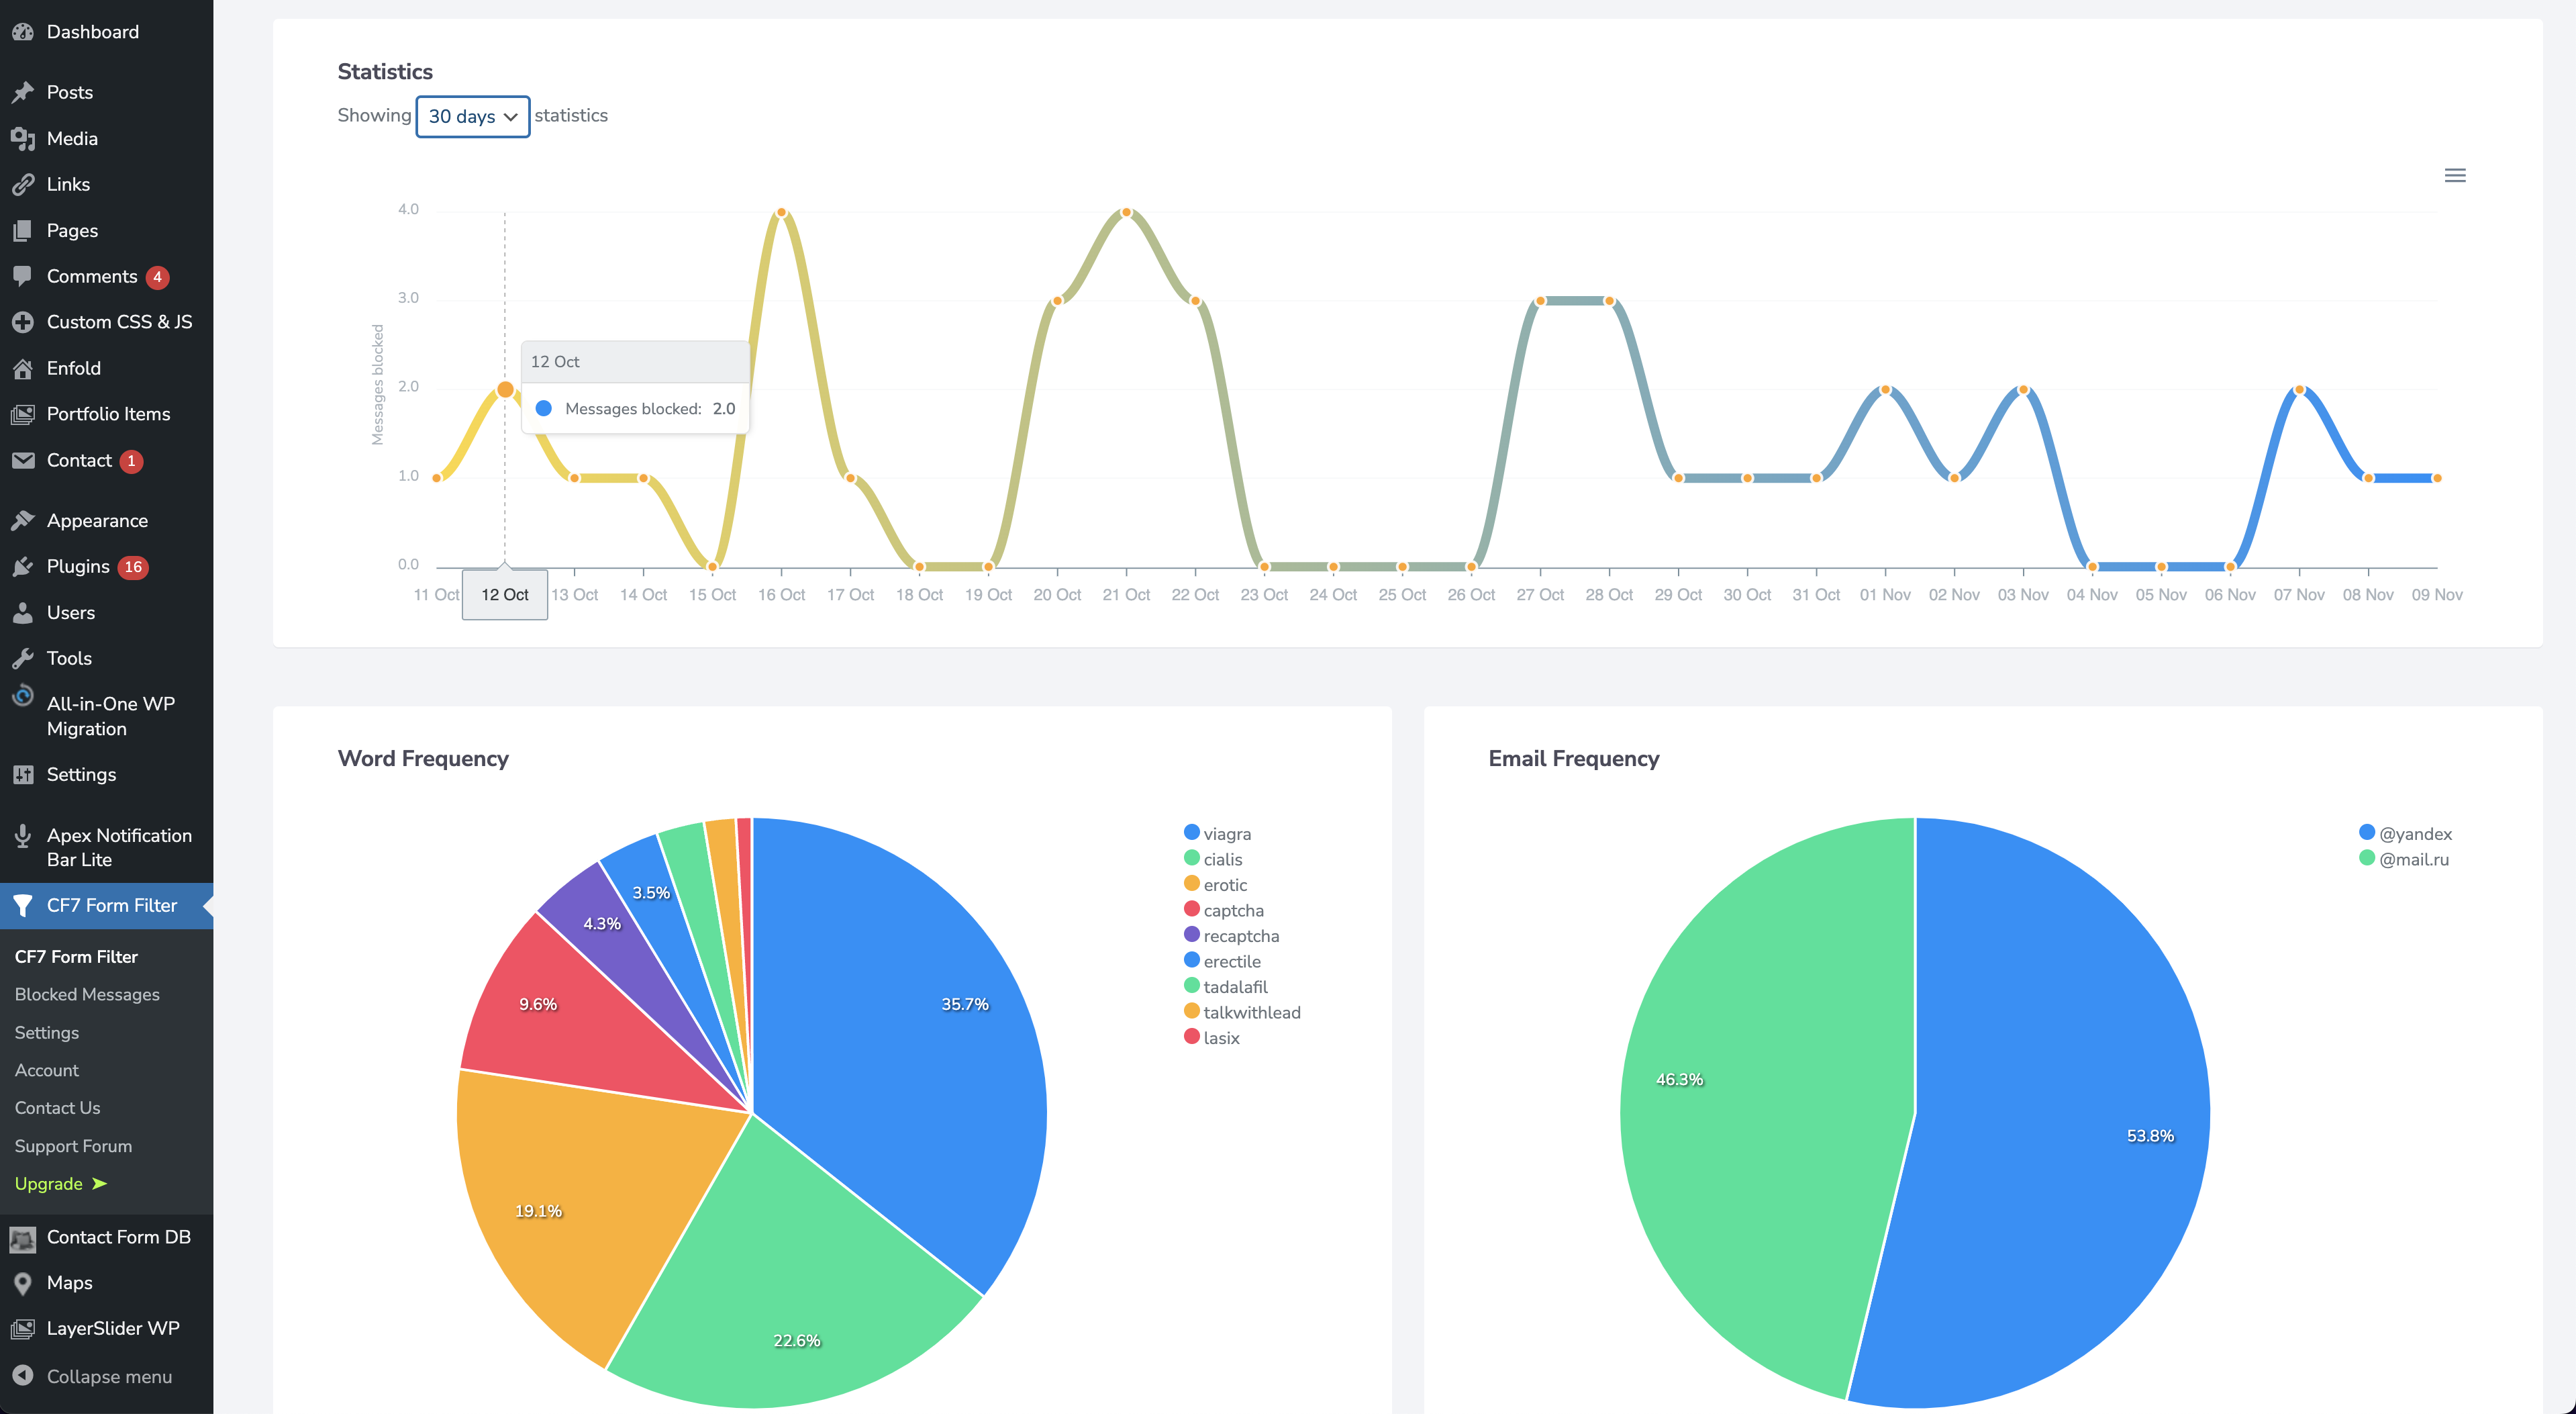 Dashboard
Posts
Media
Links
Pages
Comments 4
Custom CSS & JS
Enfold
Portfolio Items
Contact 1
Appearance
Plugins 16
Users
Tools
All-in-One WP
Migration
Settings
Apex Notification
Bar Lite
CF7 Form Filter
CF7 Form Filter
Blocked Messages
Settings
Account
Contact Us
Support Forum
Upgrade ➤
Contact Form DB
Maps
LayerSlider WP
Collapse menu
Statistics
Showing 30 days statistics
Messages blocked
4.0
3.0
2.0
1.0
0.0
12 Oct
Messages blocked: 2.0
11 Oct 12 Oct 13 Oct 14 Oct 15 Oct 16 Oct 17 Oct 18 Oct 19 Oct 20 Oct 21 Oct 22 Oct 23 Oct 24 Oct 25 Oct 26 Oct 27 Oct 28 Oct 29 Oct 30 Oct 31 Oct 01 Nov 02 Nov 03 Nov 04 Nov 05 Nov 06 Nov 07 Nov 08 Nov 09 Nov
Word Frequency
35.7%
22.6%
19.1%
9.6%
4.3%
3.5%
viagra
cialis
erotic
captcha
recaptcha
erectile
tadalafil
talkwithlead
lasix
Email Frequency
46.3%
53.8%
@yandex
@mail.ru